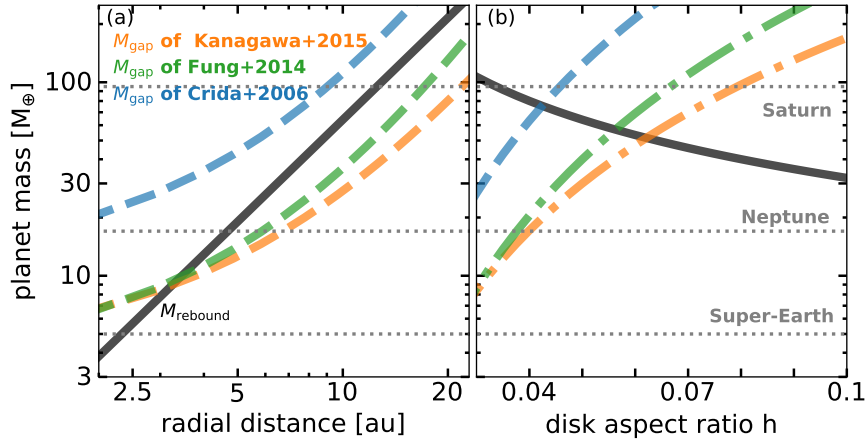 (a)
M_gap of Kanagawa+2015
M_gap of Fung+2014
M_gap of Crida+2006
M_rebound
planet mass [M⊕]
100
30
10
3
2.5
5
10
20
radial distance [au]
(b)
Saturn
Neptune
Super-Earth
0.04
0.07
0.1
disk aspect ratio h